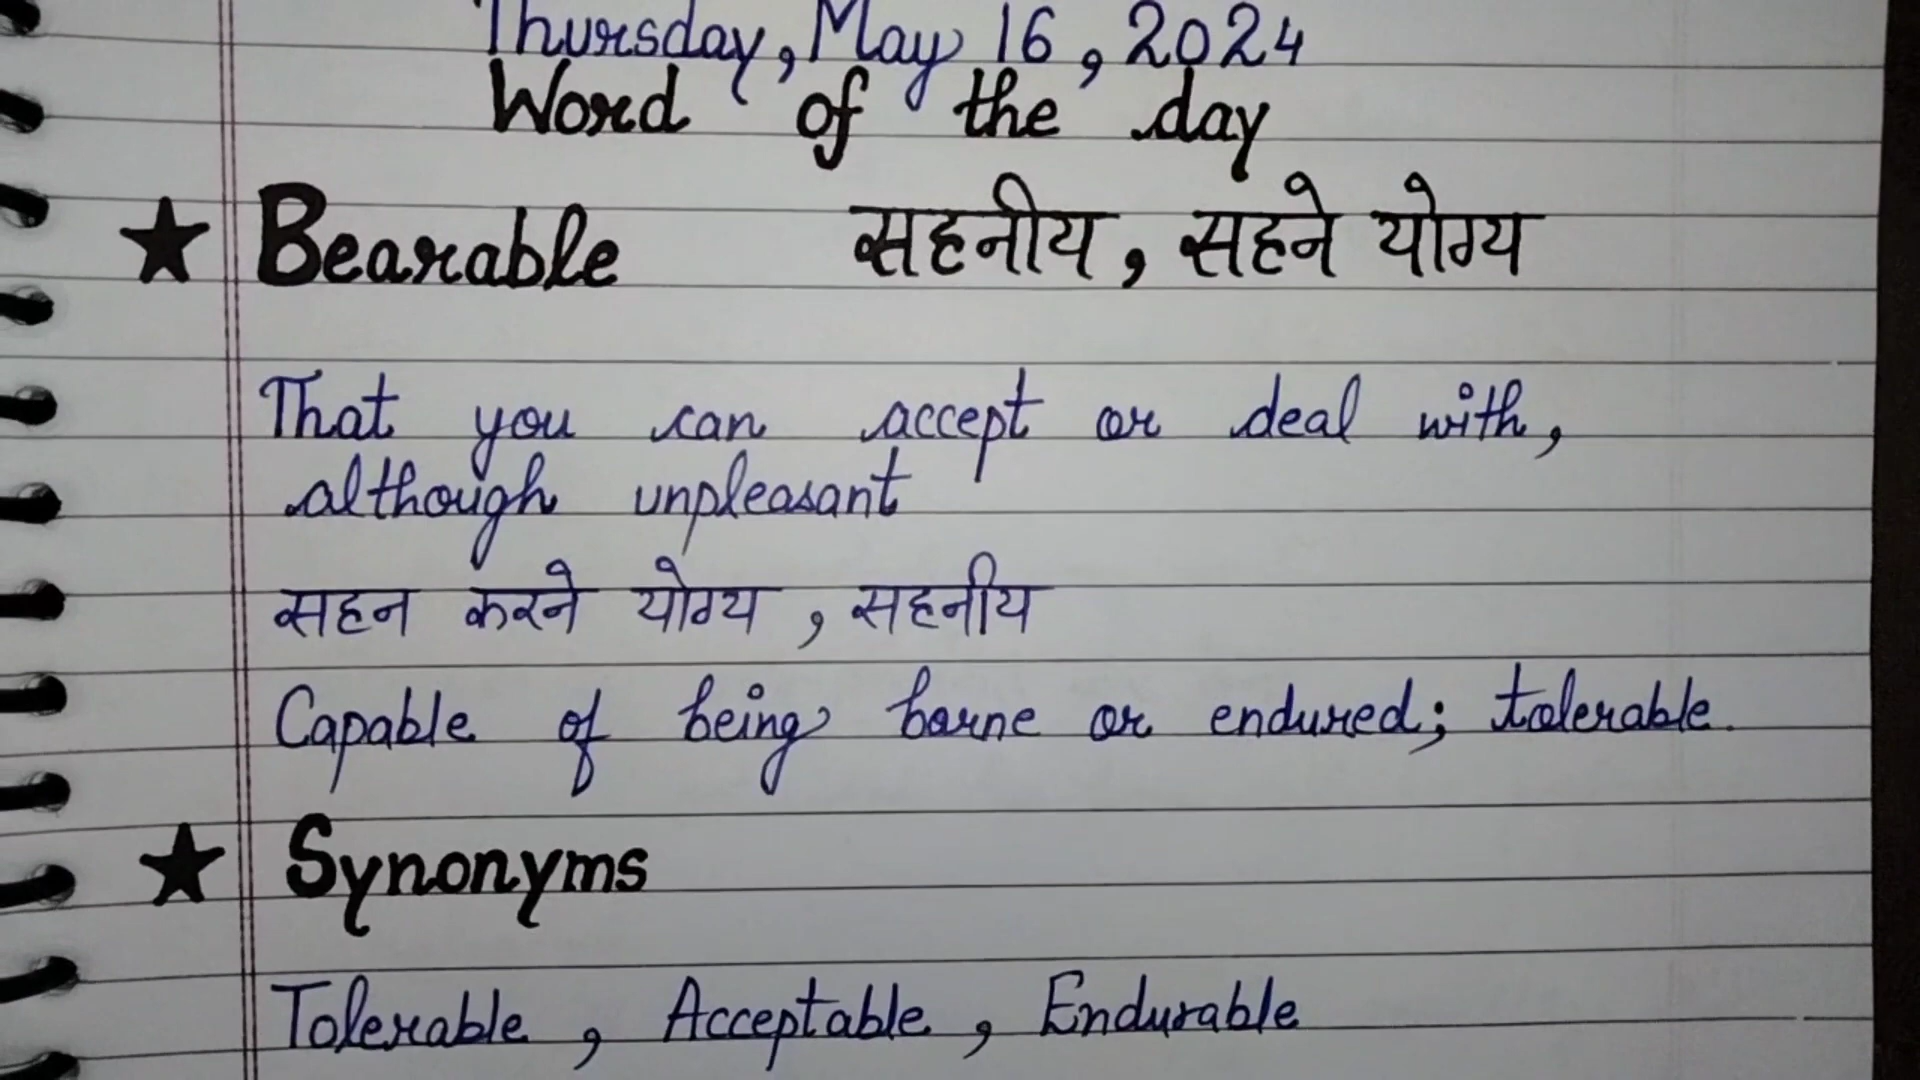 Thursday, May 16, 2024
Word of the day
★ Bearable सहनीय, सहने योग्य
That you can accept or deal with,
although unpleasant
सहन करने योग्य, सहनीय
Capable of being borne or endured; tolerable.
★ Synonyms
Tolerable, Acceptable, Endurable